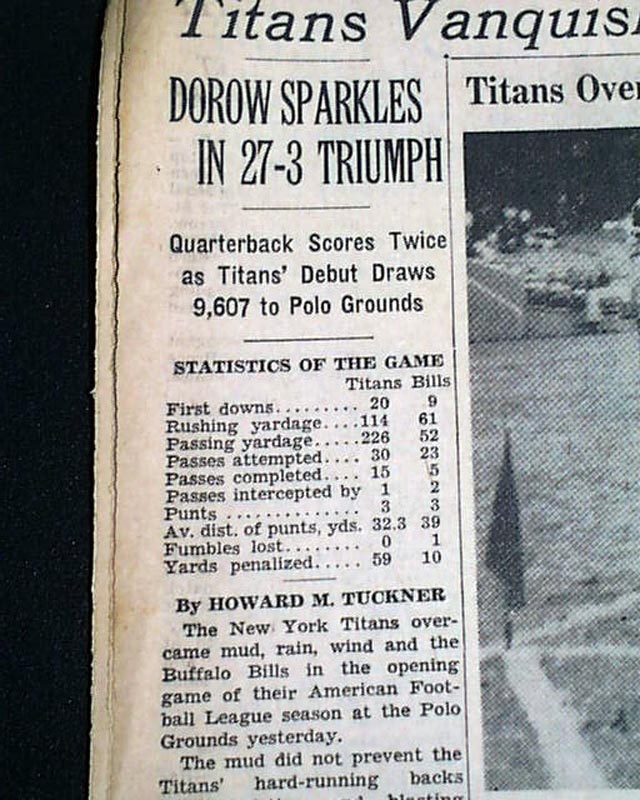 Titans Vanquis
DOROW SPARKLES
IN 27-3 TRIUMPH
Quarterback Scores Twice
as Titans' Debut Draws
9,607 to Polo Grounds
STATISTICS OF THE GAME
Titans Bills
First downs......... 20 9
Rushing yardage....114 61
Passing yardage.....226 52
Passes attempted.... 30 23
Passes completed.... 15 5
Passes intercepted by 1 2
Punts .............. 3 3
Av. dist. of punts, yds. 32.3 39
Fumbles lost........ 0 1
Yards penalized..... 59 10
By HOWARD M. TUCKNER
The New York Titans over-
came mud, rain, wind and the
Buffalo Bills in the opening
game of their American Foot-
ball League season at the Polo
Grounds yesterday.
The mud did not prevent the
Titans' hard-running backs
Titans Over